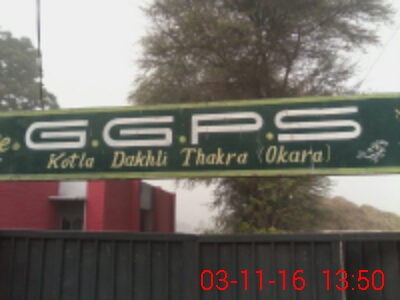 G.G.P.S
Kotla Dakhli Thakra (Okara)
03-11-16 13:50